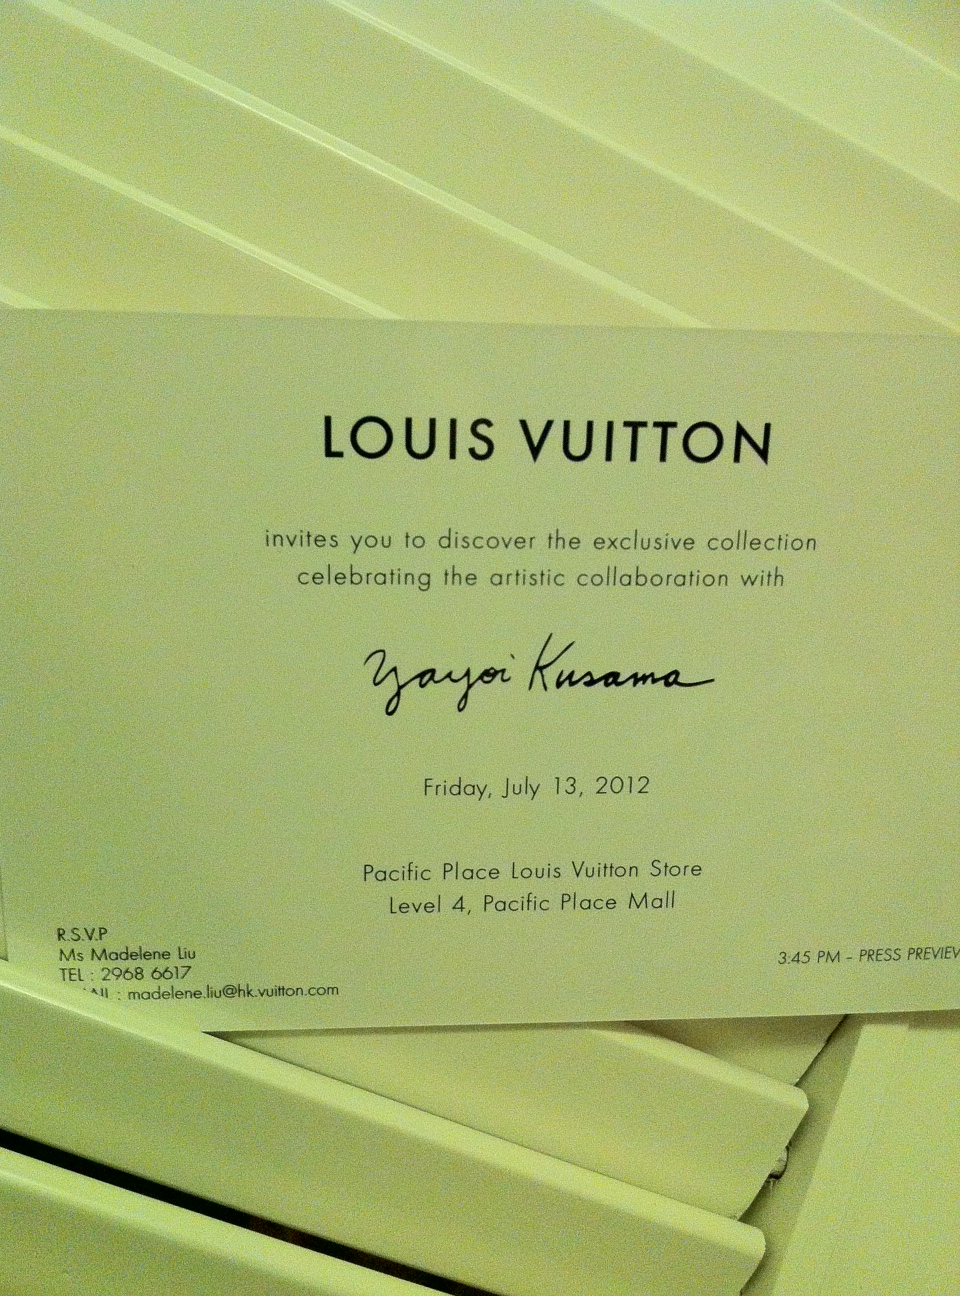 LOUIS VUITTON
invites you to discover the exclusive collection
celebrating the artistic collaboration with
Yayoi Kusama
Friday, July 13, 2012
Pacific Place Louis Vuitton Store
Level 4, Pacific Place Mall
R.S.V.P
Ms Madelene Liu
TEL : 2968 6617
: madelene.liu@hk.vuitton.com
3:45 PM - PRESS PREVIEW